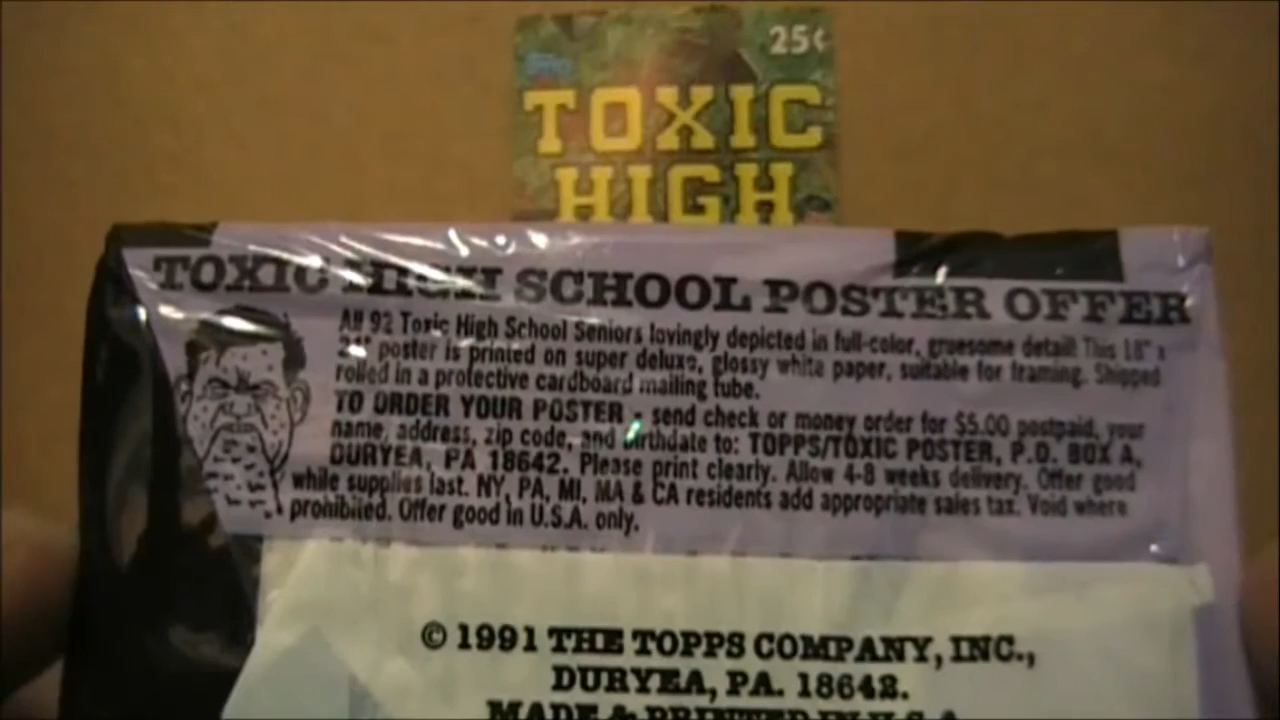 25¢
TOPPS
TOXIC
HIGH
TOXIC HIGH SCHOOL POSTER OFFER
All 92 Toxic High School Seniors lovingly depicted in full-color, gruesome detail! This 18" x
24" poster is printed on super deluxe, glossy white paper, suitable for framing. Shipped
rolled in a protective cardboard mailing tube.
TO ORDER YOUR POSTER - send check or money order for $5.00 postpaid, your
name, address, zip code, and birthdate to: TOPPS/TOXIC POSTER, P.O. BOX A,
DURYEA, PA 18642. Please print clearly. Allow 4-8 weeks delivery. Offer good
while supplies last. NY, PA, MI, MA & CA residents add appropriate sales tax. Void where
prohibited. Offer good in U.S.A. only.
© 1991 THE TOPPS COMPANY, INC.,
DURYEA, PA. 18642.
MADE & PRINTED IN U.S.A.